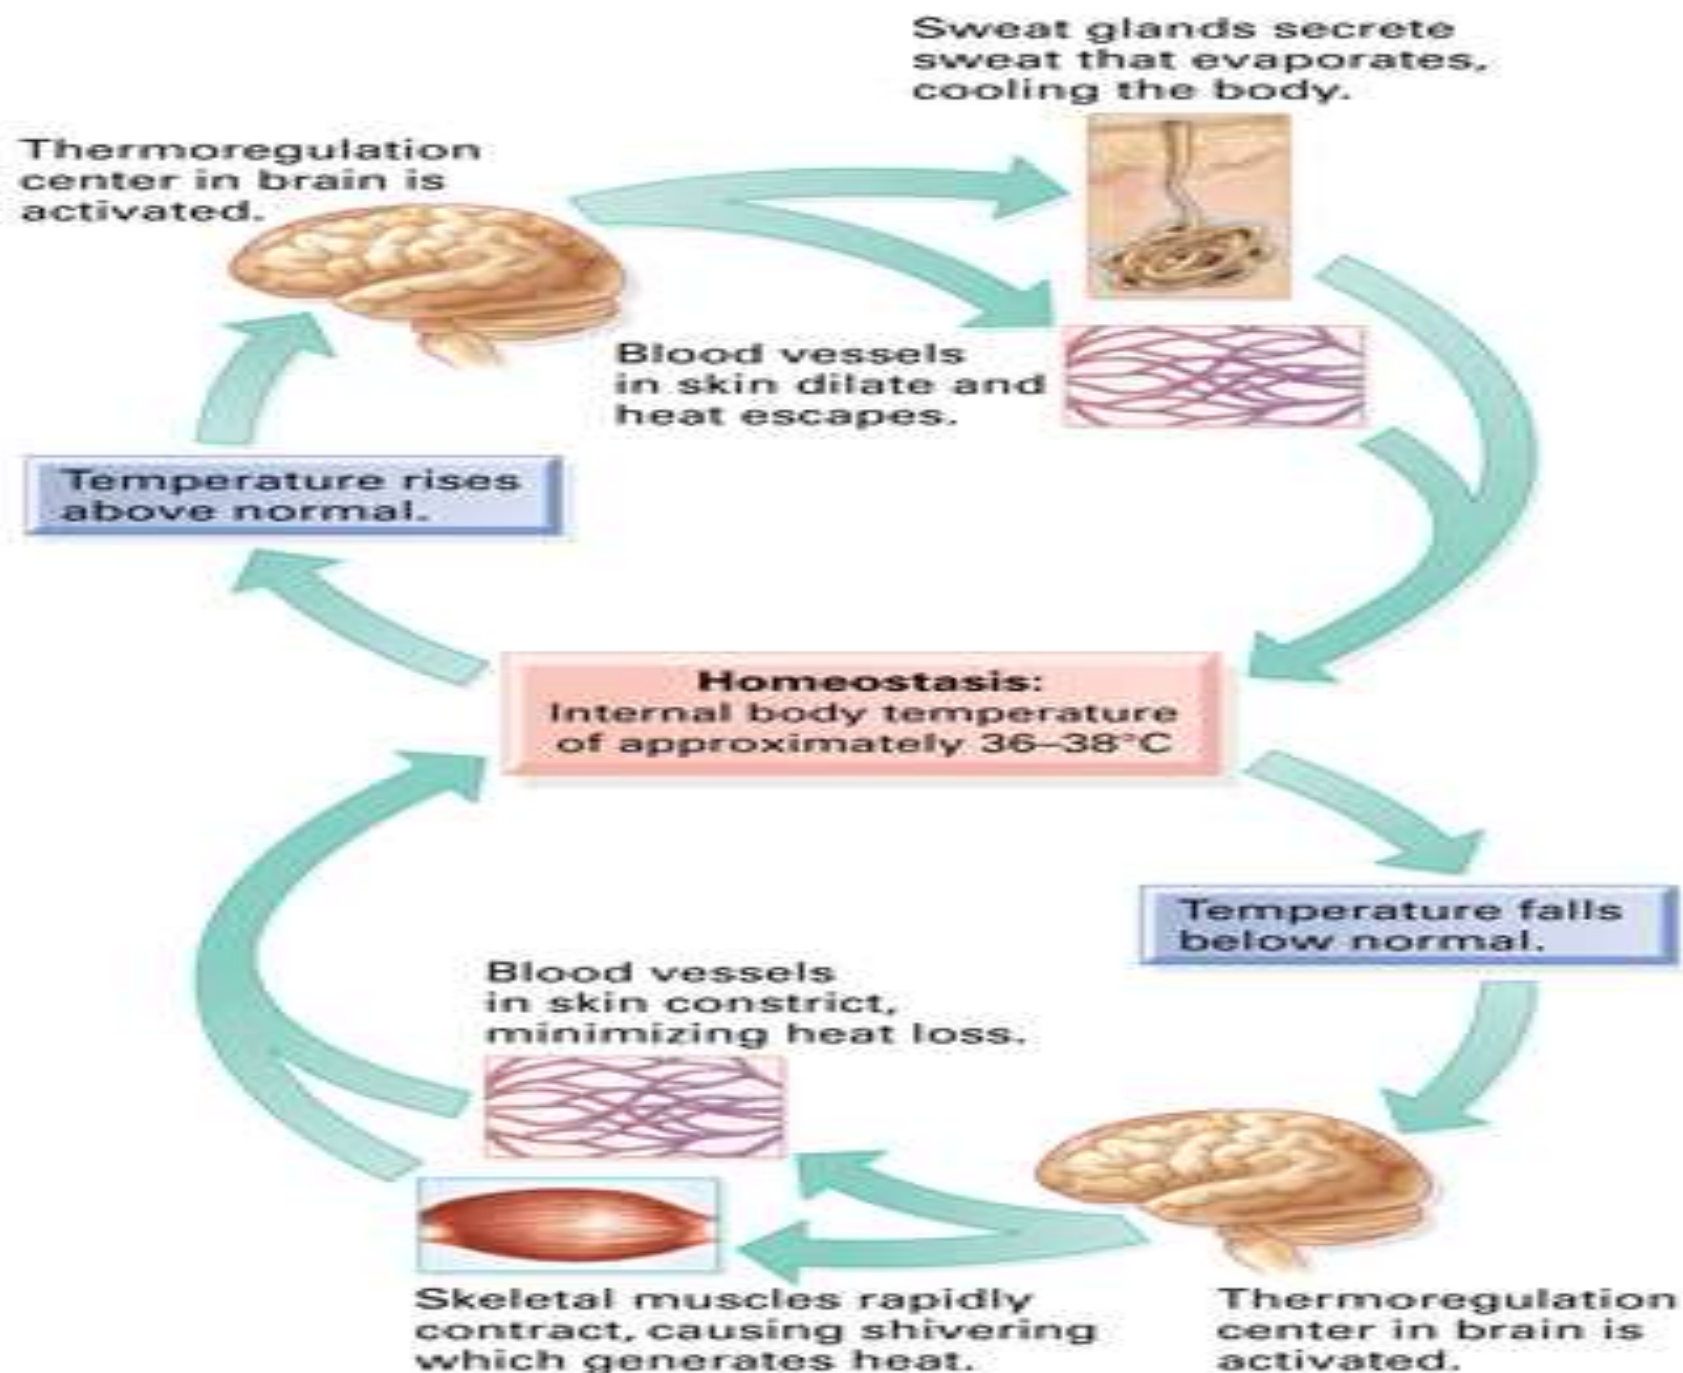 Sweat glands secrete
sweat that evaporates,
cooling the body.
Thermoregulation
center in brain is
activated.
Blood vessels
in skin dilate and
heat escapes.
Temperature rises
above normal.
Homeostasis:
Internal body temperature
of approximately 36–38°C
Temperature falls
below normal.
Blood vessels
in skin constrict,
minimizing heat loss.
Skeletal muscles rapidly
contract, causing shivering
which generates heat.
Thermoregulation
center in brain is
activated.